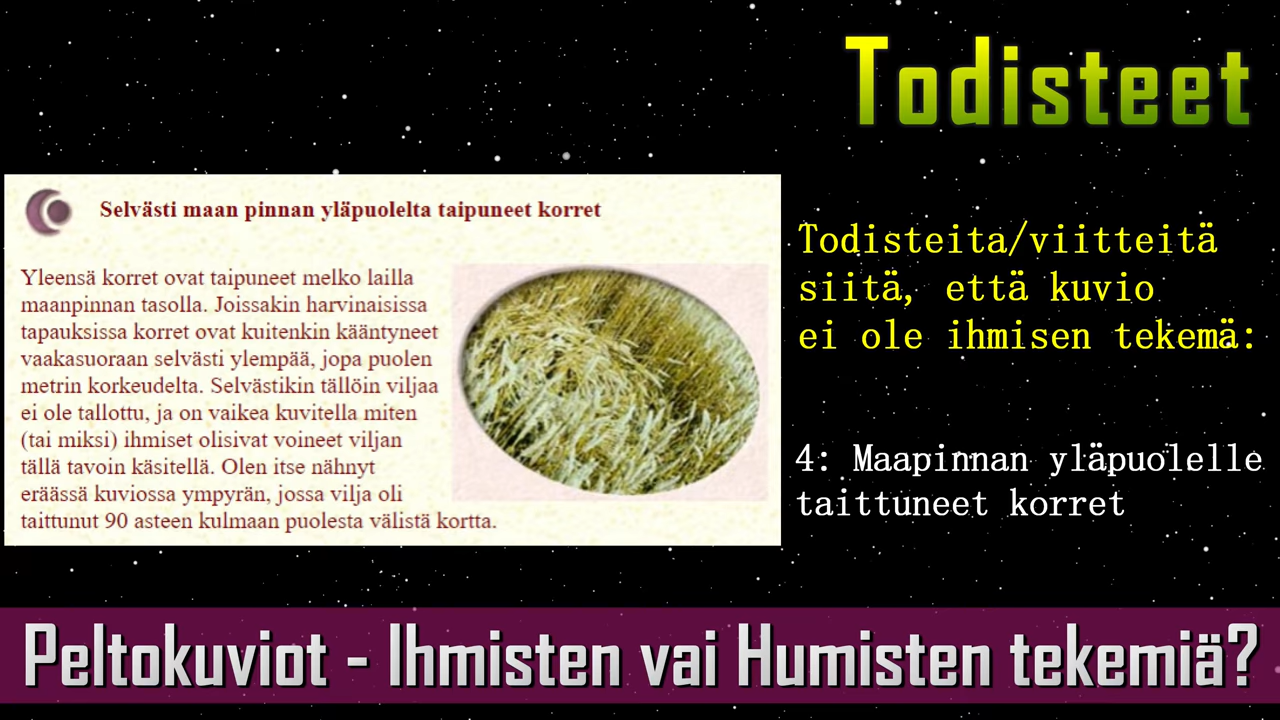 Todisteet
Selvästi maan pinnan yläpuolelta taipuneet korret
Yleensä korret ovat taipuneet melko lailla
maanpinnan tasolla. Joissakin harvinaisissa
tapauksissa korret ovat kuitenkin kääntyneet
vaakasuoraan selvästi ylempää, jopa puolen
metrin korkeudelta. Selvästikin tällöin viljaa
ei ole tallottu, ja on vaikea kuvitella miten
(tai miksi) ihmiset olisivat voineet viljan
tällä tavoin käsitellä. Olen itse nähnyt
eräässä kuviossa ympyrän, jossa vilja oli
taittunut 90 asteen kulmaan puolesta välistä kortta.
Todisteita/viitteitä
siitä, että kuvio
ei ole ihmisen tekemä:
4: Maapinnan yläpuolelle
taittuneet korret
Peltokuviot - Ihmisten vai Humisten tekemiä?